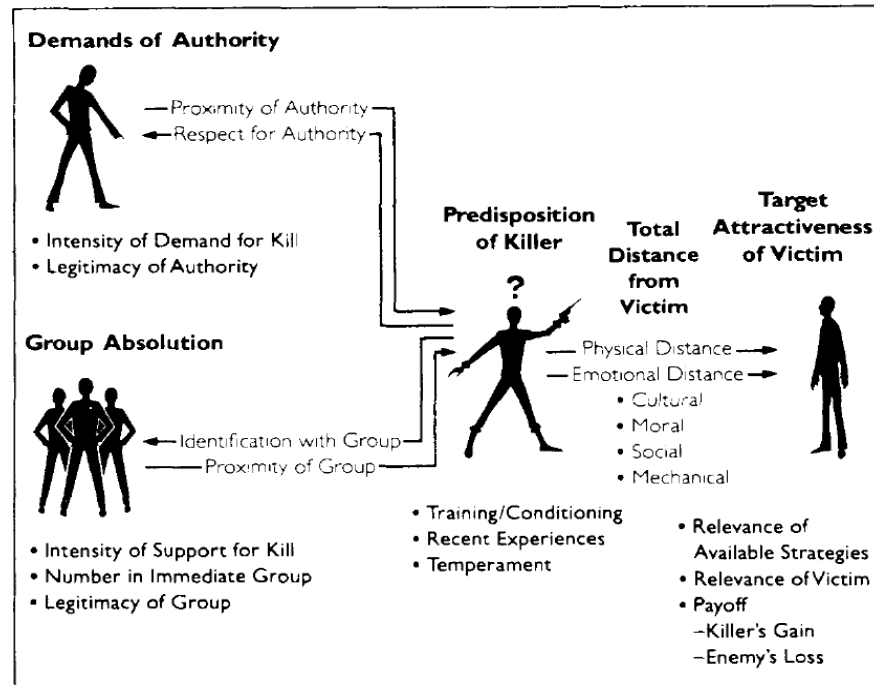 Demands of Authority
Proximity of Authority
Respect for Authority
• Intensity of Demand for Kill
• Legitimacy of Authority
Predisposition
of Killer
?
Total
Distance
from
Victim
Target
Attractiveness
of Victim
Physical Distance
Emotional Distance
• Cultural
• Moral
• Social
• Mechanical
Group Absolution
Identification with Group
Proximity of Group
• Intensity of Support for Kill
• Number in Immediate Group
• Legitimacy of Group
• Training/Conditioning
• Recent Experiences
• Temperament
• Relevance of
Available Strategies
• Relevance of Victim
• Payoff
–Killer's Gain
–Enemy's Loss